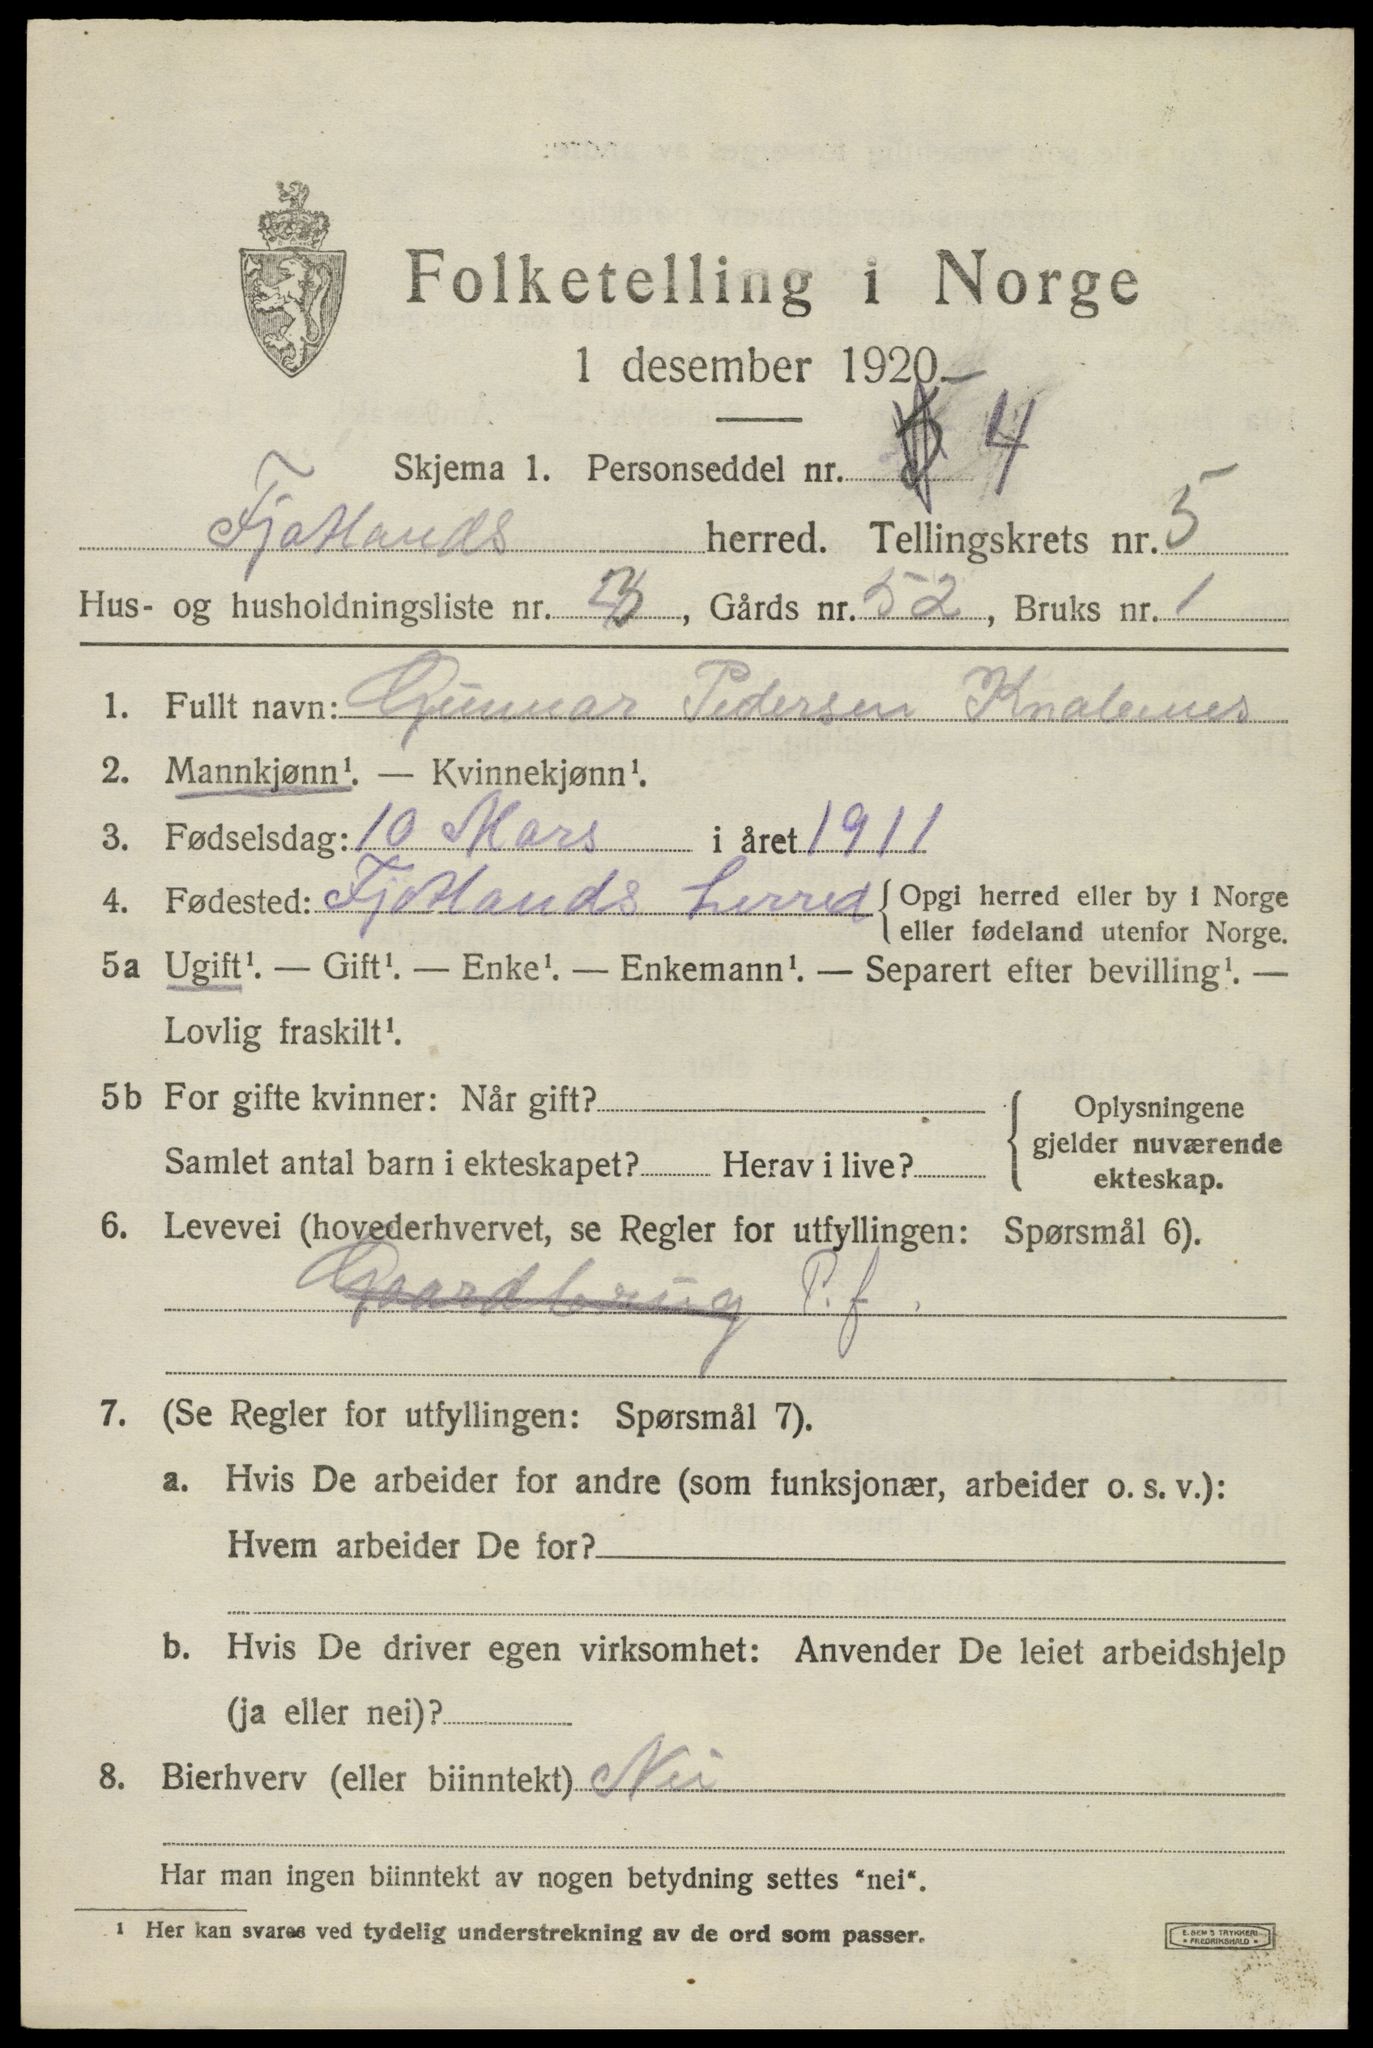 Folketelling i Norge
1 desember 1920
Skjema 1. Personseddel nr. 4
Fjotlands herred. Tellingskrets nr. 5
Hus- og husholdningsliste nr. 3, Gårds nr. 52, Bruks nr. 1
1. Fullt navn: Gunnar Pedersen Knabenes
2. Mannkjønn¹. — Kvinnekjønn¹.
3. Fødselsdag: 10 Mars i året 1911
4. Fødested: Fjotlands herred { Opgi herred eller by i Norge
eller fødeland utenfor Norge.
5a Ugift¹. — Gift¹. — Enke¹. — Enkemann¹. — Separert efter bevilling¹. —
Lovlig fraskilt¹.
5b For gifte kvinner: Når gift?
Samlet antal barn i ekteskapet? Herav i live?
Oplysningene
gjelder nuværende
ekteskap.
6. Levevei (hovederhvervet, se Regler for utfyllingen: Spørsmål 6).
Gaardbrug P. f.
7. (Se Regler for utfyllingen: Spørsmål 7).
a. Hvis De arbeider for andre (som funksjonær, arbeider o. s. v.):
Hvem arbeider De for?
b. Hvis De driver egen virksomhet: Anvender De leiet arbeidshjelp
(ja eller nei)?
8. Bierhverv (eller biinntekt) Nei
Har man ingen biinntekt av nogen betydning settes "nei".
¹ Her kan svares ved tydelig understrekning av de ord som passer.
E. SEM'S TRYKKERI
FREDRIKSHALD